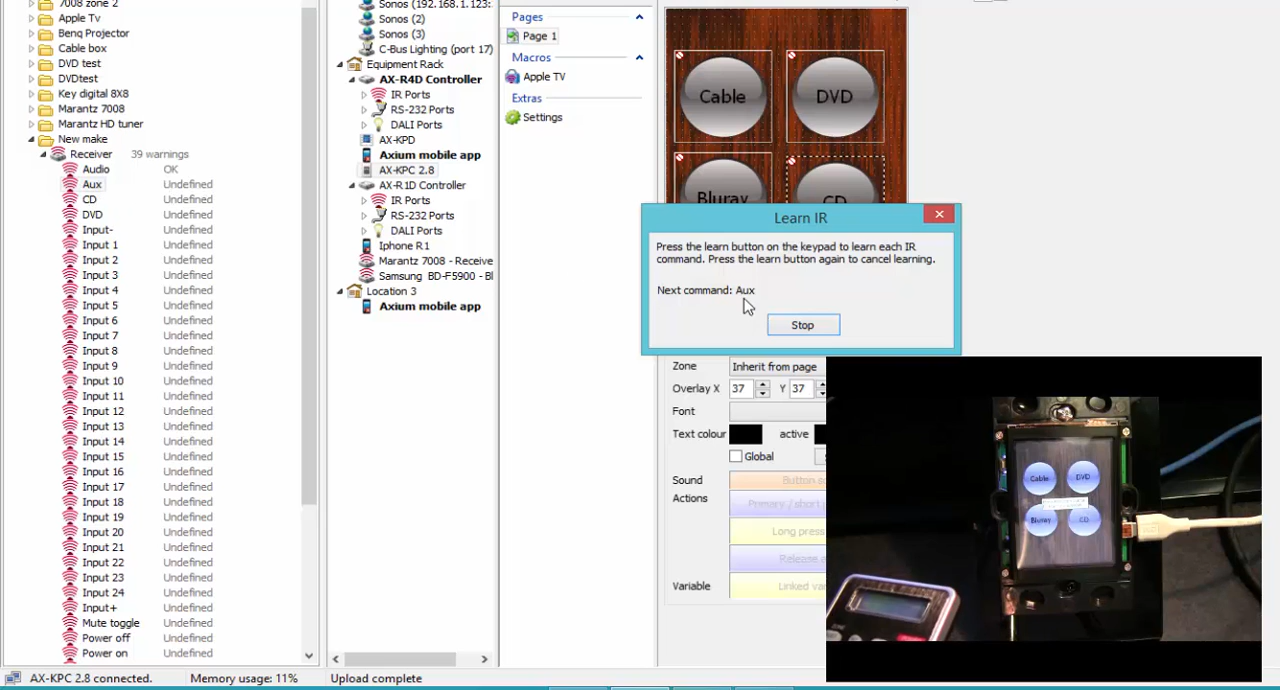 7008 zone 2
Apple Tv
Benq Projector
Cable box
DVD test
DVDtest
Key digital 8X8
Marantz 7008
Marantz HD tuner
New make
Receiver 39 warnings
Audio OK
Aux Undefined
CD Undefined
DVD Undefined
Input- Undefined
Input 1 Undefined
Input 2 Undefined
Input 3 Undefined
Input 4 Undefined
Input 5 Undefined
Input 6 Undefined
Input 7 Undefined
Input 8 Undefined
Input 9 Undefined
Input 10 Undefined
Input 11 Undefined
Input 12 Undefined
Input 13 Undefined
Input 14 Undefined
Input 15 Undefined
Input 16 Undefined
Input 17 Undefined
Input 18 Undefined
Input 19 Undefined
Input 20 Undefined
Input 21 Undefined
Input 22 Undefined
Input 23 Undefined
Input 24 Undefined
Input+ Undefined
Mute toggle Undefined
Power off Undefined
Power on Undefined
Sonos (192.168.1.123:
Sonos (2)
Sonos (3)
C-Bus Lighting (port 17)
Equipment Rack
AX-R4D Controller
IR Ports
RS-232 Ports
DALI Ports
AX-KPD
Axium mobile app
AX-KPC 2.8
AX-R1D Controller
IR Ports
RS-232 Ports
DALI Ports
Iphone R1
Marantz 7008 - Receive
Samsung BD-F5900 - Bl
Location 3
Axium mobile app
Pages
Page 1
Macros
Apple TV
Extras
Settings
Cable DVD
Bluray CD
Learn IR
Press the learn button on the keypad to learn each IR
command. Press the learn button again to cancel learning.
Next command: Aux
Stop
Zone Inherit from page
Overlay X 37 Y 37
Font
Text colour active
Global
Sound Button so
Actions Primary / short p
Long press
Release a
Variable Linked va
Cable DVD
Bluray CD
AX-KPC 2.8 connected. Memory usage: 11% Upload complete